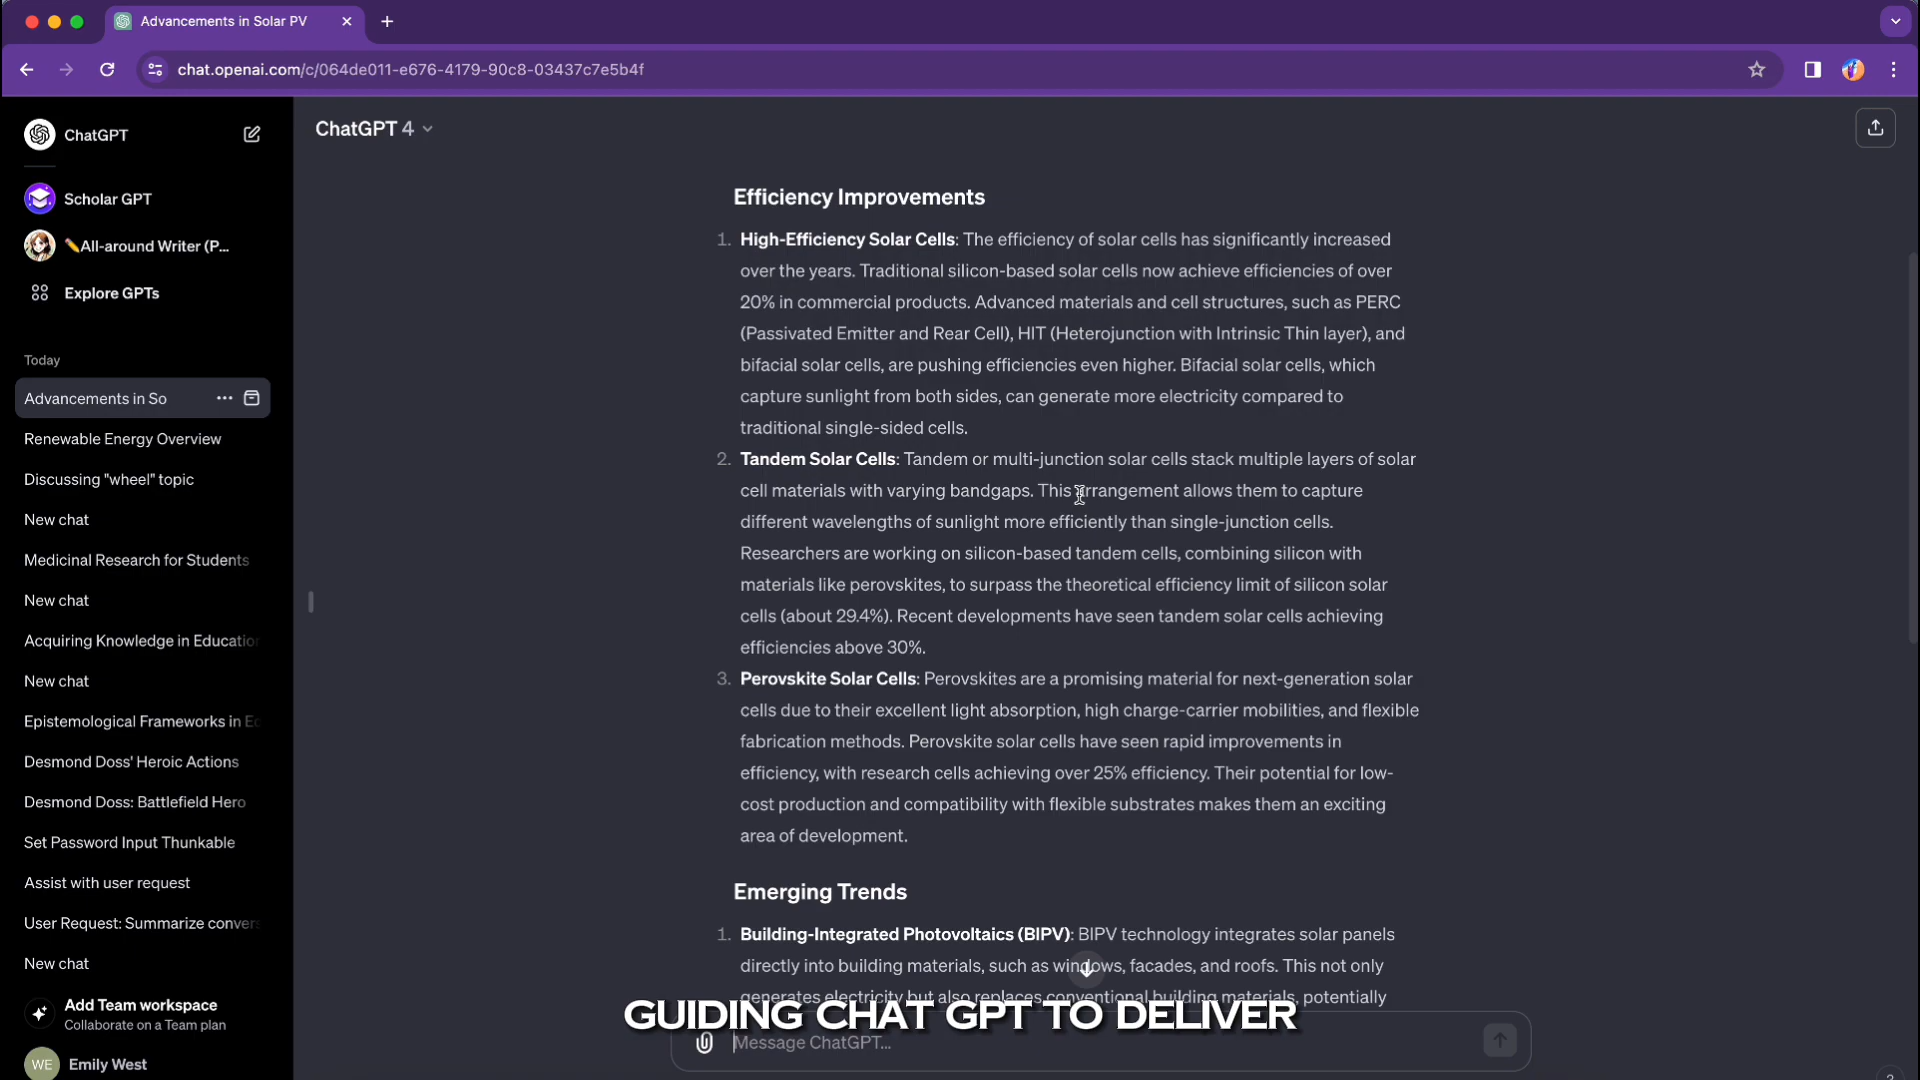 Advancements in Solar PV
chat.openai.com/c/064de011-e676-4179-90c8-03437c7e5b4f
ChatGPT
Scholar GPT
✏️All-around Writer (P...
Explore GPTs
Today
Advancements in So
Renewable Energy Overview
Discussing "wheel" topic
New chat
Medicinal Research for Students
New chat
Acquiring Knowledge in Education
New chat
Epistemological Frameworks in Ed
Desmond Doss' Heroic Actions
Desmond Doss: Battlefield Hero
Set Password Input Thunkable
Assist with user request
User Request: Summarize convers
New chat
Add Team workspace
Collaborate on a Team plan
WE Emily West
ChatGPT 4
Efficiency Improvements
1. High-Efficiency Solar Cells: The efficiency of solar cells has significantly increased
over the years. Traditional silicon-based solar cells now achieve efficiencies of over
20% in commercial products. Advanced materials and cell structures, such as PERC
(Passivated Emitter and Rear Cell), HIT (Heterojunction with Intrinsic Thin layer), and
bifacial solar cells, are pushing efficiencies even higher. Bifacial solar cells, which
capture sunlight from both sides, can generate more electricity compared to
traditional single-sided cells.
2. Tandem Solar Cells: Tandem or multi-junction solar cells stack multiple layers of solar
cell materials with varying bandgaps. This arrangement allows them to capture
different wavelengths of sunlight more efficiently than single-junction cells.
Researchers are working on silicon-based tandem cells, combining silicon with
materials like perovskites, to surpass the theoretical efficiency limit of silicon solar
cells (about 29.4%). Recent developments have seen tandem solar cells achieving
efficiencies above 30%.
3. Perovskite Solar Cells: Perovskites are a promising material for next-generation solar
cells due to their excellent light absorption, high charge-carrier mobilities, and flexible
fabrication methods. Perovskite solar cells have seen rapid improvements in
efficiency, with research cells achieving over 25% efficiency. Their potential for low-
cost production and compatibility with flexible substrates makes them an exciting
area of development.
Emerging Trends
1. Building-Integrated Photovoltaics (BIPV): BIPV technology integrates solar panels
directly into building materials, such as windows, facades, and roofs. This not only
generates electricity but also replaces conventional building materials, potentially
GUIDING CHAT GPT TO DELIVER
Message ChatGPT...
?